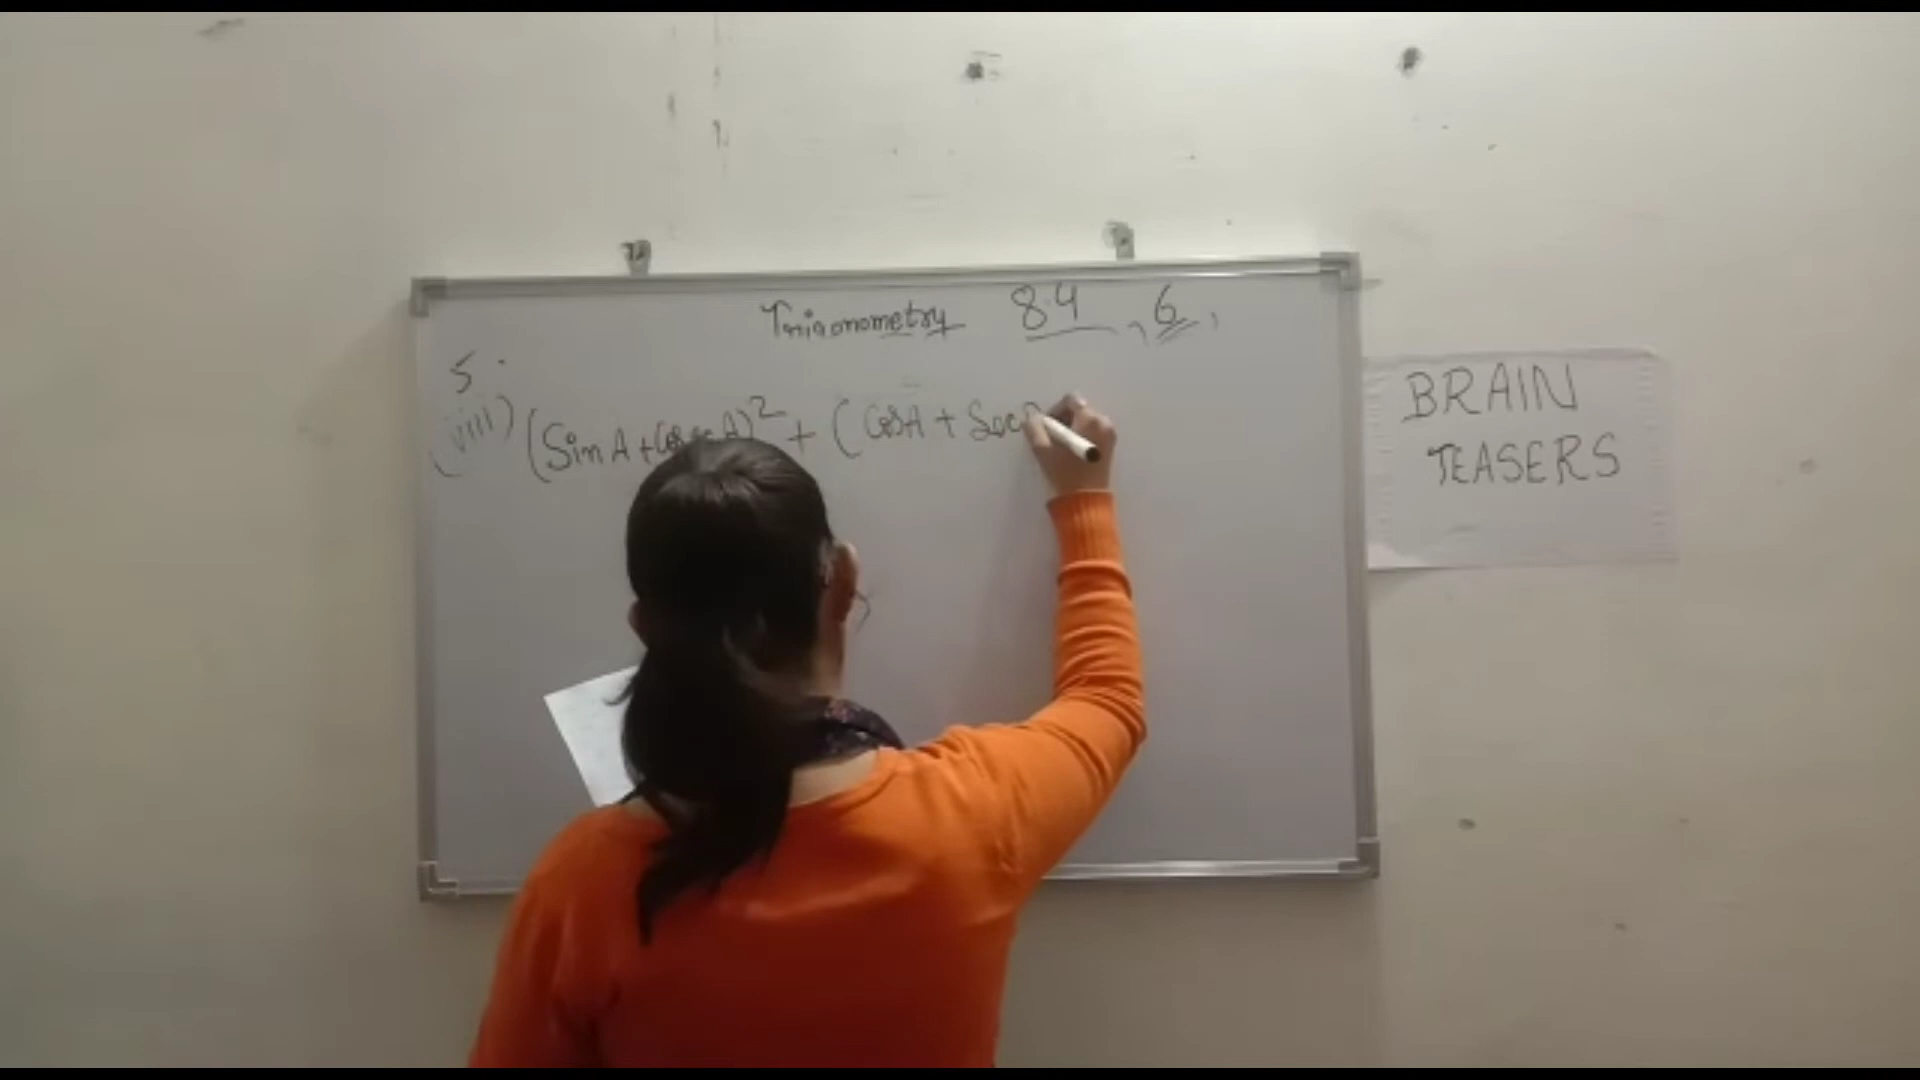 Trigonometry 8.4, 6,
5.
(viii) (Sin A + Cosec A)² + (CosA + Sec
BRAIN
TEASERS